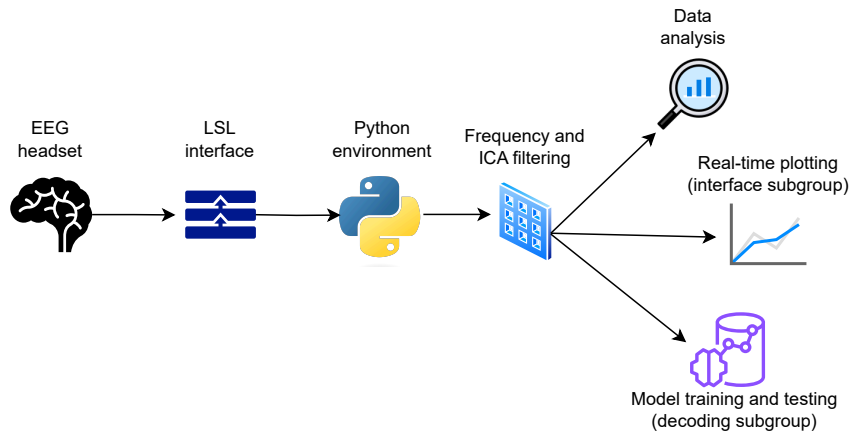 EEG
headset
LSL
interface
Python
environment
Frequency and
ICA filtering
Data
analysis
Real-time plotting
(interface subgroup)
Model training and testing
(decoding subgroup)